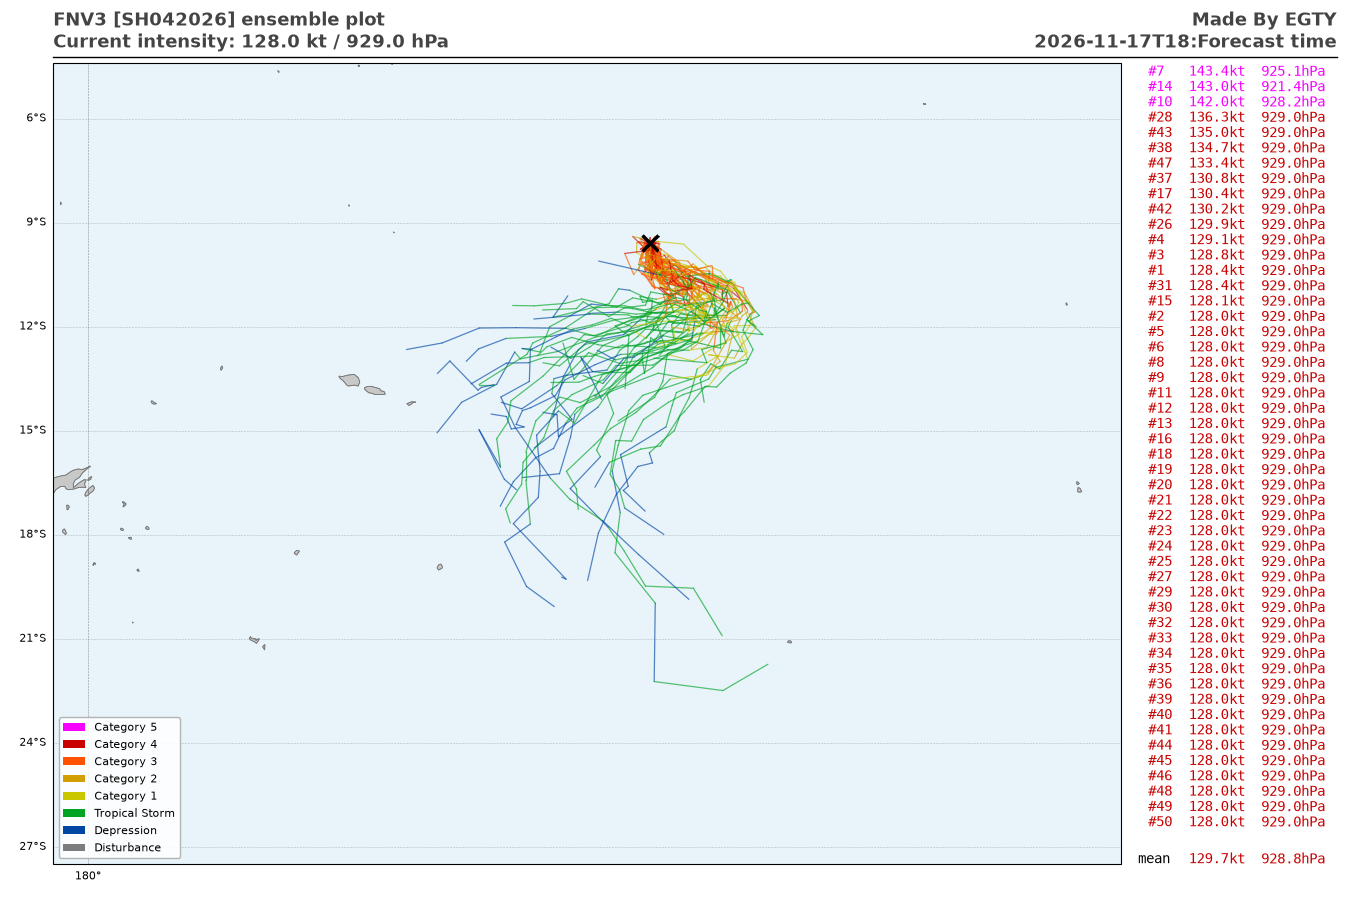 FNV3 [SH042026] ensemble plot
Current intensity: 128.0 kt / 929.0 hPa
Made By EGTY
2026-11-17T18:Forecast time
6°S
9°S
12°S
15°S
18°S
21°S
24°S
27°S
180°
Category 5
Category 4
Category 3
Category 2
Category 1
Tropical Storm
Depression
Disturbance
#7 143.4kt 925.1hPa
#14 143.0kt 921.4hPa
#10 142.0kt 928.2hPa
#28 136.3kt 929.0hPa
#43 135.0kt 929.0hPa
#38 134.7kt 929.0hPa
#47 133.4kt 929.0hPa
#37 130.8kt 929.0hPa
#17 130.4kt 929.0hPa
#42 130.2kt 929.0hPa
#26 129.9kt 929.0hPa
#4 129.1kt 929.0hPa
#3 128.8kt 929.0hPa
#1 128.4kt 929.0hPa
#31 128.4kt 929.0hPa
#15 128.1kt 929.0hPa
#2 128.0kt 929.0hPa
#5 128.0kt 929.0hPa
#6 128.0kt 929.0hPa
#8 128.0kt 929.0hPa
#9 128.0kt 929.0hPa
#11 128.0kt 929.0hPa
#12 128.0kt 929.0hPa
#13 128.0kt 929.0hPa
#16 128.0kt 929.0hPa
#18 128.0kt 929.0hPa
#19 128.0kt 929.0hPa
#20 128.0kt 929.0hPa
#21 128.0kt 929.0hPa
#22 128.0kt 929.0hPa
#23 128.0kt 929.0hPa
#24 128.0kt 929.0hPa
#25 128.0kt 929.0hPa
#27 128.0kt 929.0hPa
#29 128.0kt 929.0hPa
#30 128.0kt 929.0hPa
#32 128.0kt 929.0hPa
#33 128.0kt 929.0hPa
#34 128.0kt 929.0hPa
#35 128.0kt 929.0hPa
#36 128.0kt 929.0hPa
#39 128.0kt 929.0hPa
#40 128.0kt 929.0hPa
#41 128.0kt 929.0hPa
#44 128.0kt 929.0hPa
#45 128.0kt 929.0hPa
#46 128.0kt 929.0hPa
#48 128.0kt 929.0hPa
#49 128.0kt 929.0hPa
#50 128.0kt 929.0hPa
mean 129.7kt 928.8hPa